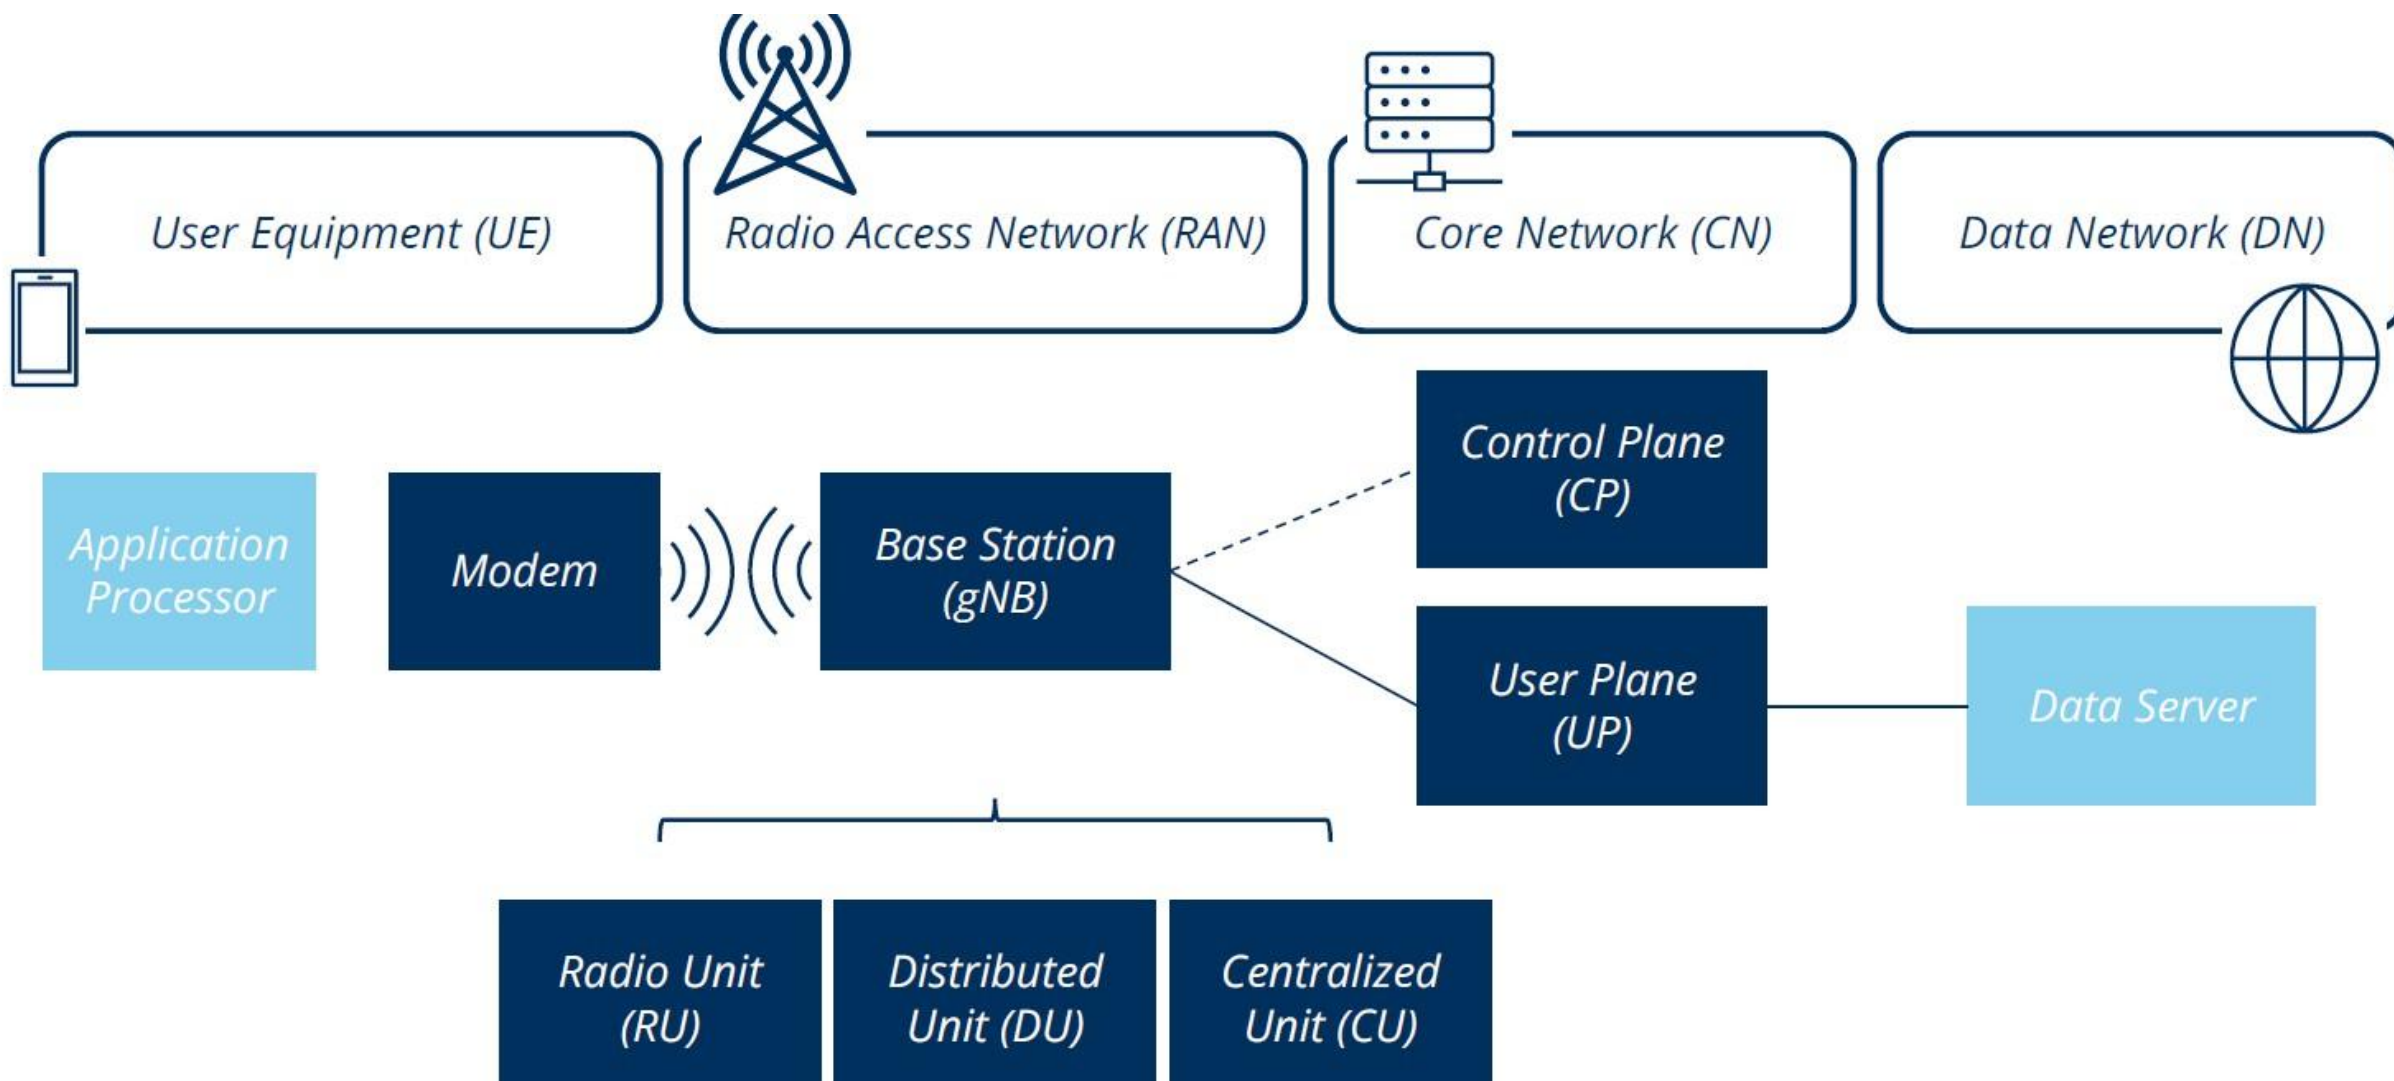 User Equipment (UE)
Radio Access Network (RAN)
Core Network (CN)
Data Network (DN)
Application
Processor
Modem
Base Station
(gNB)
Control Plane
(CP)
User Plane
(UP)
Data Server
Radio Unit
(RU)
Distributed
Unit (DU)
Centralized
Unit (CU)